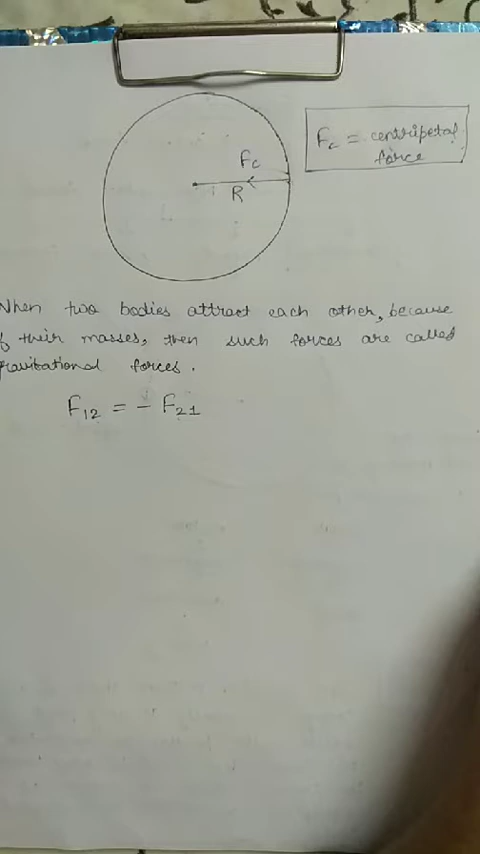 Fc
R
Fc = centripetal
force
When two bodies attract each other, because
f their masses, then such forces are called
gravitational forces.
F12 = - F21